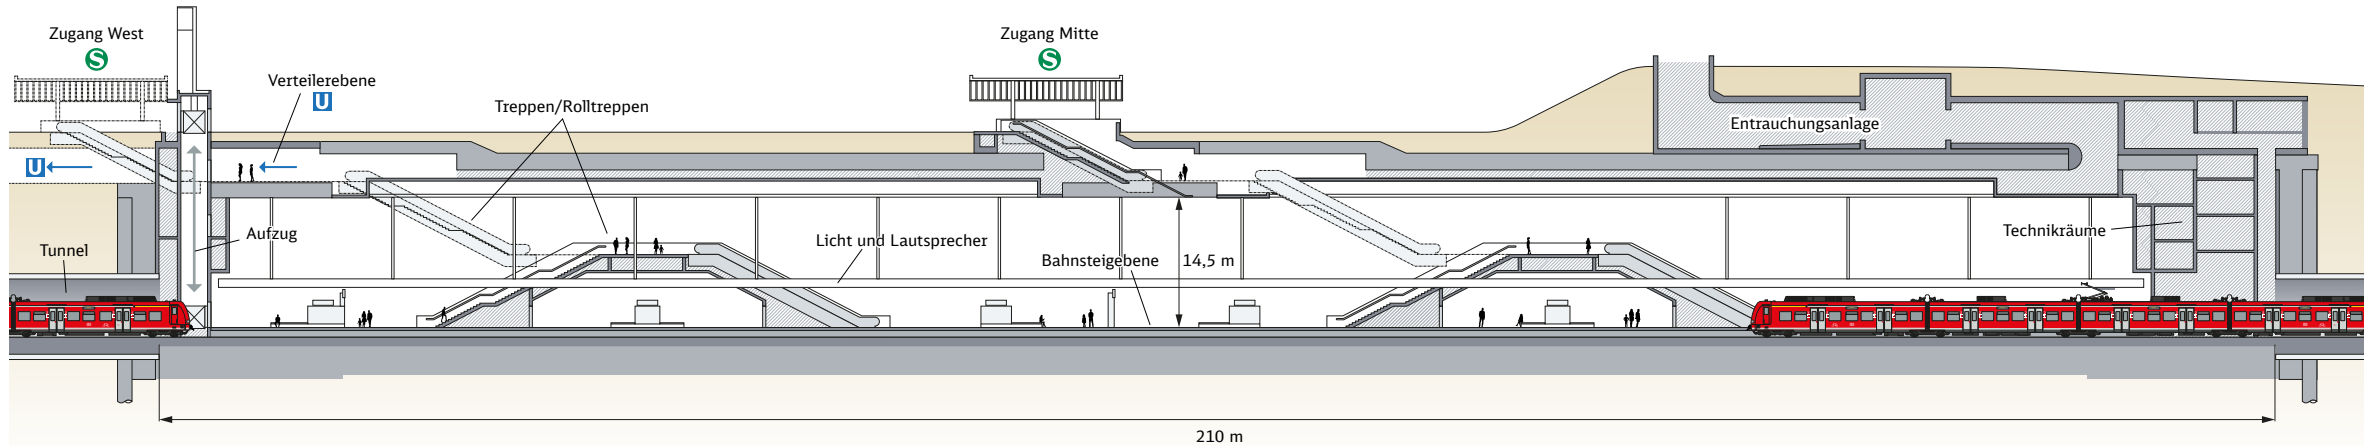 Zugang West
S
Verteilerebene
U
Treppen/Rolltreppen
Zugang Mitte
S
Entrauchungsanlage
U
Aufzug
Tunnel
Licht und Lautsprecher
Bahnsteigebene
14,5 m
Technikräume
210 m